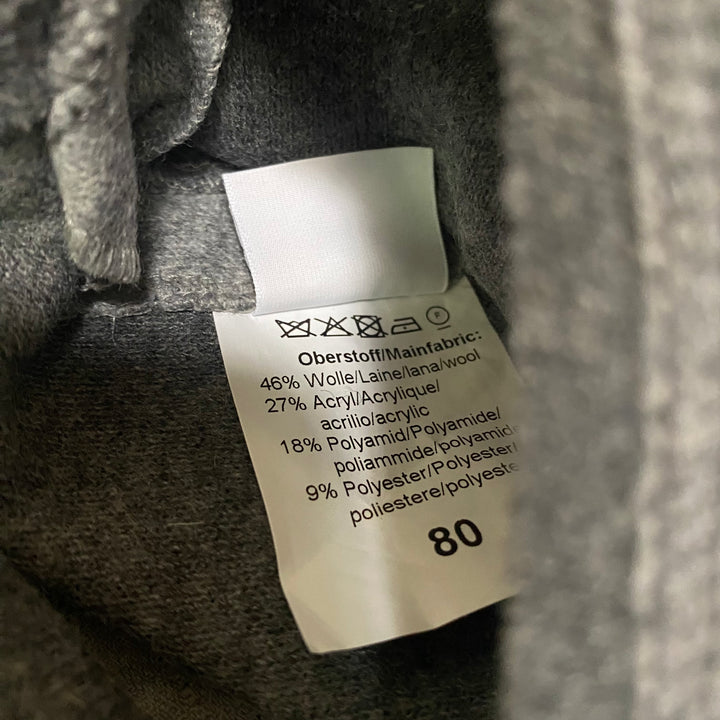 Oberstoff/Mainfabric:
46% Wolle/Laine/lana/wool
27% Acryl/Acrylique/
acrilio/acrylic
18% Polyamid/Polyamide/
poliammide/polyamide
9% Polyester/Polyester/
poliestere/polyeste
80